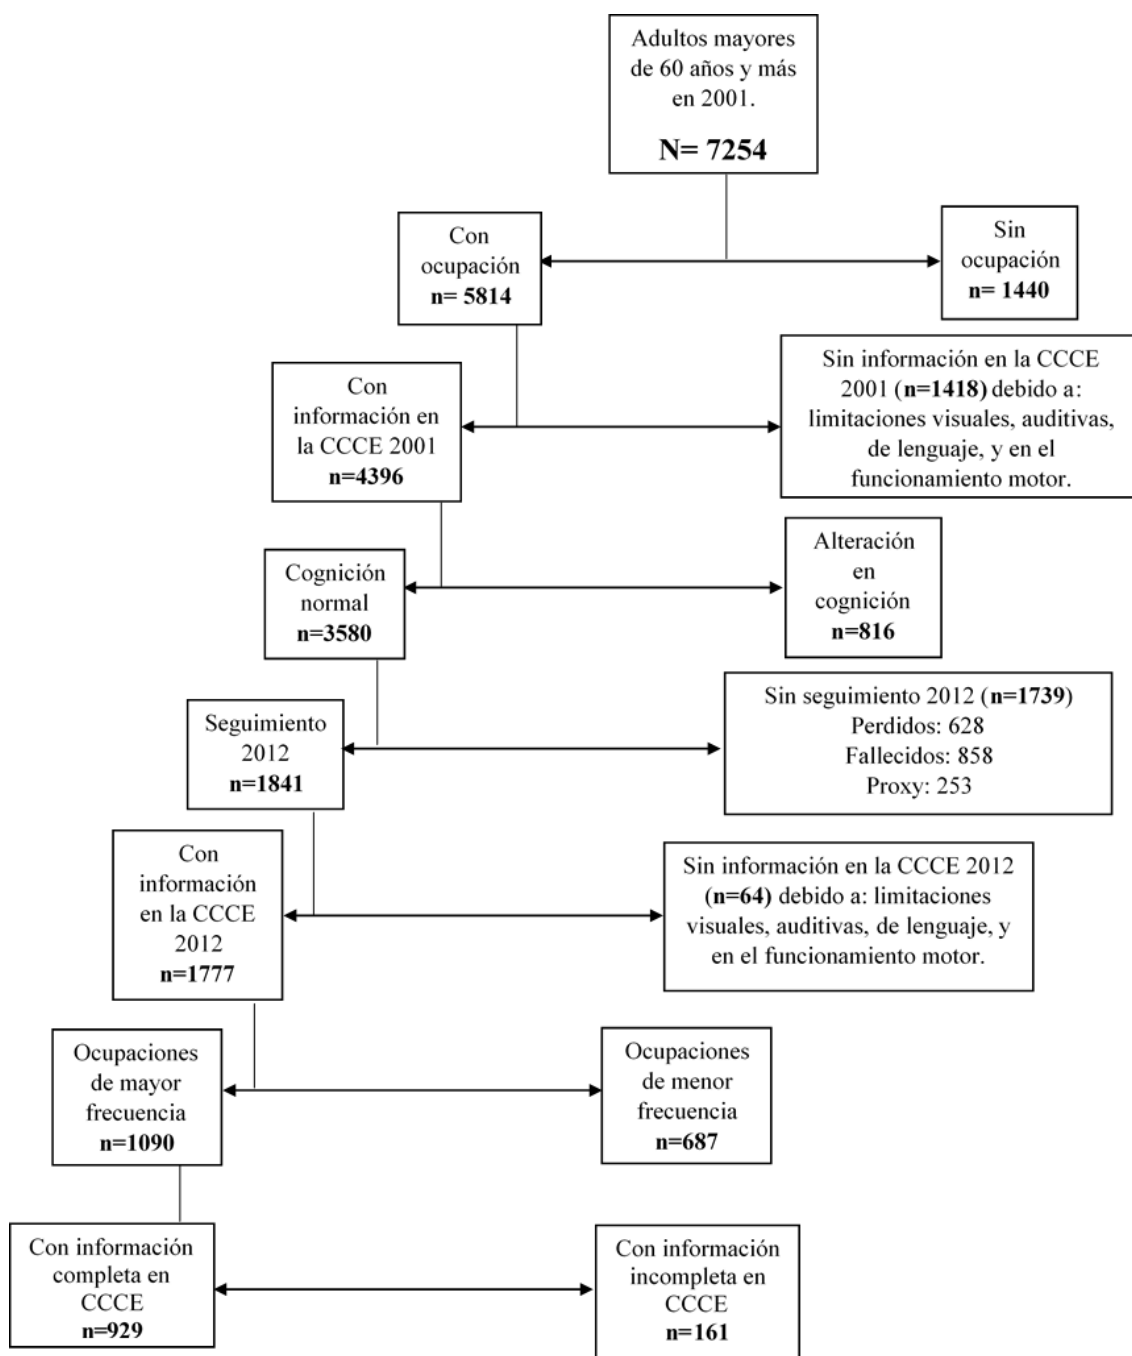 Adultos mayores
de 60 años y más
en 2001.
N= 7254
Con
ocupación
n= 5814
Sin
ocupación
n= 1440
Con
información en
la CCCE 2001
n=4396
Sin información en la CCCE
2001 (n=1418) debido a:
limitaciones visuales, auditivas,
de lenguaje, y en el
funcionamiento motor.
Cognición
normal
n=3580
Alteración
en
cognición
n=816
Seguimiento
2012
n=1841
Sin seguimiento 2012 (n=1739)
Perdidos: 628
Fallecidos: 858
Proxy: 253
Con
información
en la CCCE
2012
n=1777
Sin información en la CCCE 2012
(n=64) debido a: limitaciones
visuales, auditivas, de lenguaje, y
en el funcionamiento motor.
Ocupaciones
de mayor
frecuencia
n=1090
Ocupaciones
de menor
frecuencia
n=687
Con información
completa en
CCCE
n=929
Con información
incompleta en
CCCE
n=161